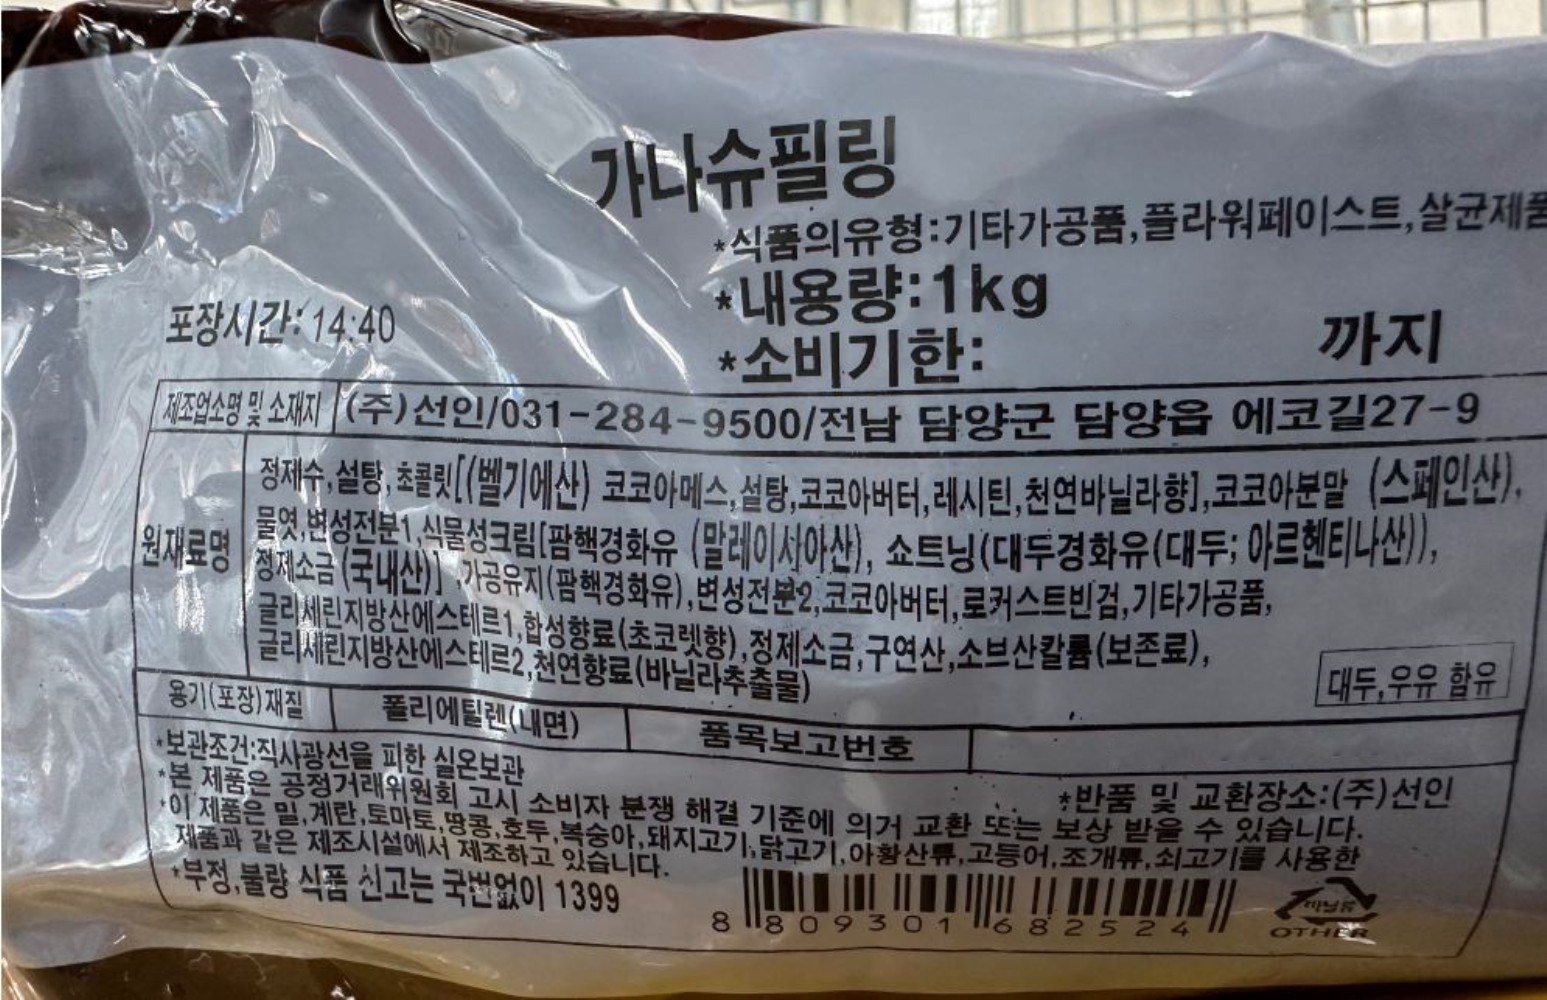 가나슈필링
*식품의유형:기타가공품,플라워페이스트,살균제품
*내용량:1kg
포장시간: 14:40
*소비기한: 까지
제조업소명 및 소재지 (주)선인/031-284-9500/전남 담양군 담양읍 에코길27-9
원재료명
정제수,설탕,초콜릿[(벨기에산) 코코아메스,설탕,코코아버터,레시틴,천연바닐라향],코코아분말 (스페인산),
물엿,변성전분1,식물성크림[팜핵경화유 (말레이시아산), 쇼트닝(대두경화유(대두; 아르헨티나산)),
정제소금(국내산)] ,가공유지(팜핵경화유),변성전분2,코코아버터,로커스트빈검,기타가공품,
글리세린지방산에스테르1,합성향료(초코렛향),정제소금,구연산,소브산칼륨(보존료),
글리세린지방산에스테르2,천연향료(바닐라추출물)
대두,우유 함유
용기(포장)재질 폴리에틸렌(내면) 품목보고번호
*보관조건:직사광선을 피한 실온보관
*반품 및 교환장소:(주)선인
*본 제품은 공정거래위원회 고시 소비자 분쟁 해결 기준에 의거 교환 또는 보상 받을 수 있습니다.
*이 제품은 밀,계란,토마토,땅콩,호두,복숭아,돼지고기,닭고기,아황산류,고등어,조개류,쇠고기를 사용한
제품과 같은 제조시설에서 제조하고 있습니다.
*부정,불량 식품 신고는 국번없이 1399
8 809301 682524
비닐류
OTHER